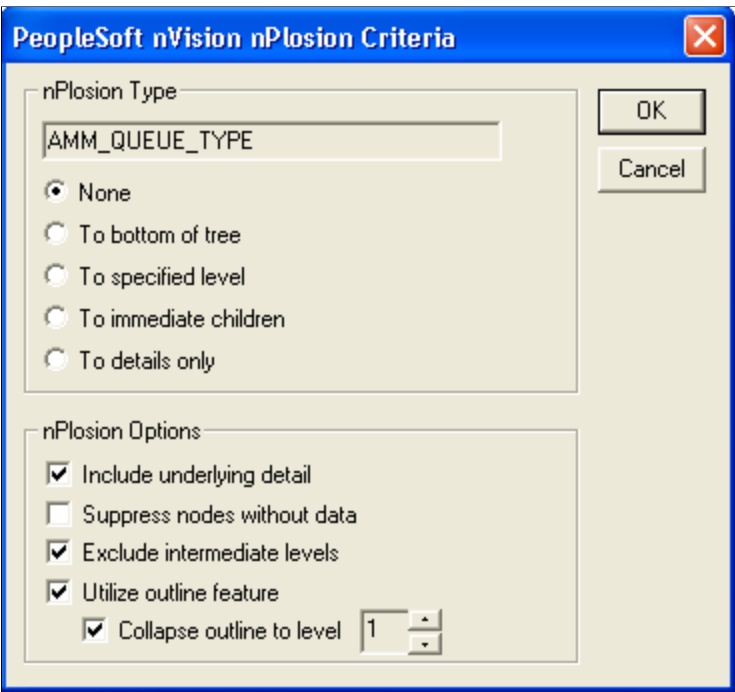 PeopleSoft nVision nPlosion Criteria
nPlosion Type
AMM_QUEUE_TYPE
None
To bottom of tree
To specified level
To immediate children
To details only
OK
Cancel
nPlosion Options
Include underlying detail
Suppress nodes without data
Exclude intermediate levels
Utilize outline feature
Collapse outline to level 1